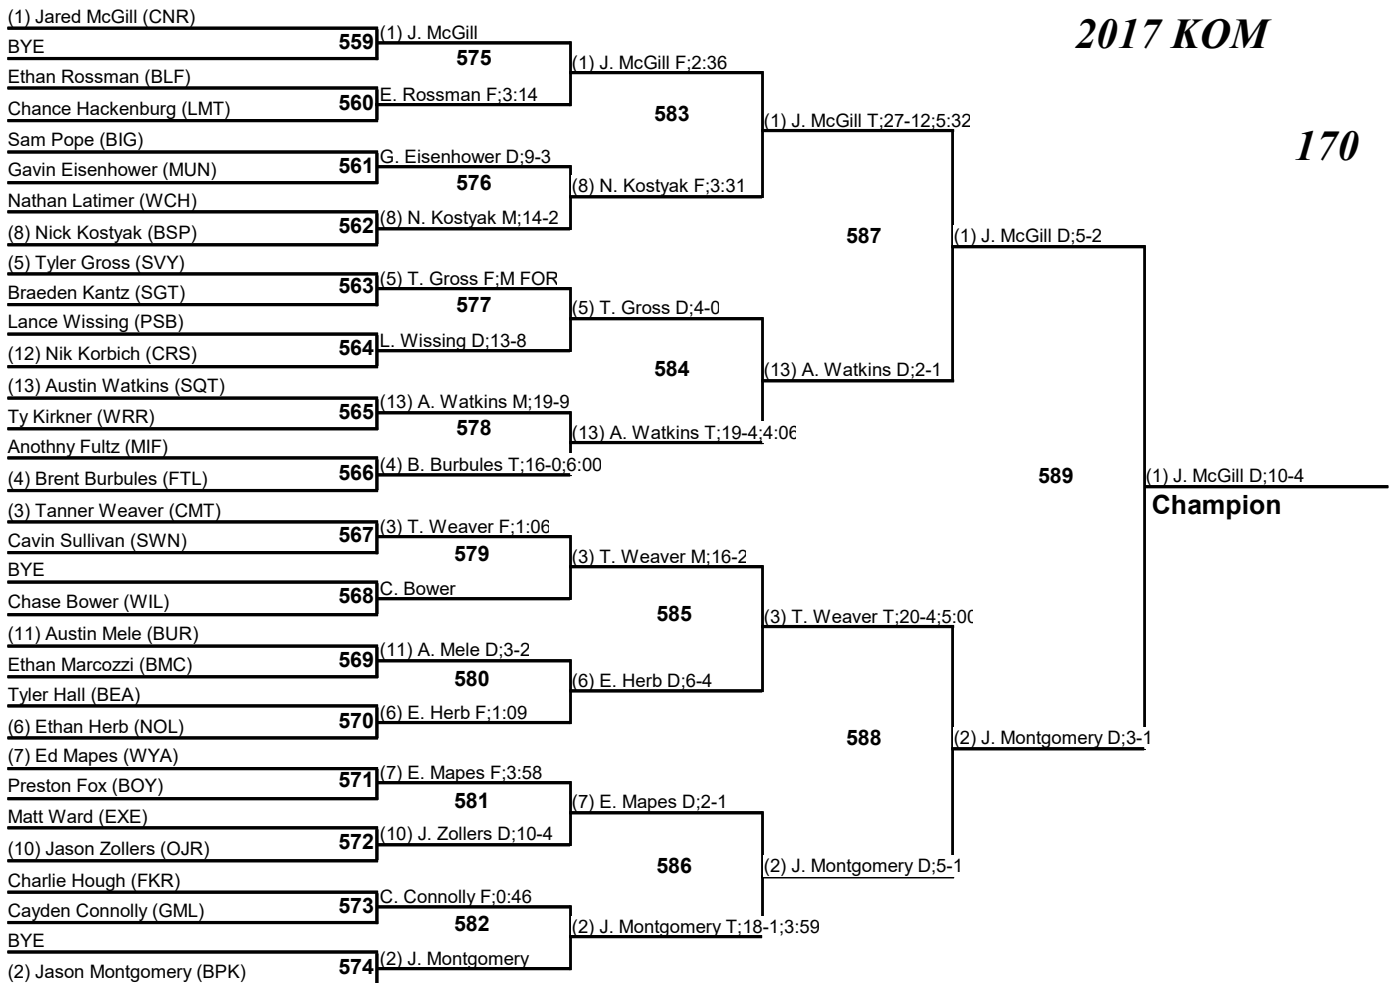 2017 KOM
170
(1) Jared McGill (CNR)
BYE
Ethan Rossman (BLF)
Chance Hackenburg (LMT)
Sam Pope (BIG)
Gavin Eisenhower (MUN)
Nathan Latimer (WCH)
(8) Nick Kostyak (BSP)
(5) Tyler Gross (SVY)
Braeden Kantz (SGT)
Lance Wissing (PSB)
(12) Nik Korbich (CRS)
(13) Austin Watkins (SQT)
Ty Kirkner (WRR)
Anothny Fultz (MIF)
(4) Brent Burbules (FTL)
(3) Tanner Weaver (CMT)
Cavin Sullivan (SWN)
BYE
Chase Bower (WIL)
(11) Austin Mele (BUR)
Ethan Marcozzi (BMC)
Tyler Hall (BEA)
(6) Ethan Herb (NOL)
(7) Ed Mapes (WYA)
Preston Fox (BOY)
Matt Ward (EXE)
(10) Jason Zollers (OJR)
Charlie Hough (FKR)
Cayden Connolly (GML)
BYE
(2) Jason Montgomery (BPK)
559
560
561
562
563
564
565
566
567
568
569
570
571
572
573
574
(1) J. McGill
575
E. Rossman F;3:14
G. Eisenhower D;9-3
576
(8) N. Kostyak M;14-2
(5) T. Gross F;M FOR
577
L. Wissing D;13-8
(13) A. Watkins M;19-9
578
(4) B. Burbules T;16-0;6:00
(3) T. Weaver F;1:06
579
C. Bower
(11) A. Mele D;3-2
580
(6) E. Herb F;1:09
(7) E. Mapes F;3:58
581
(10) J. Zollers D;10-4
C. Connolly F;0:46
582
(2) J. Montgomery
(1) J. McGill F;2:36
583
(8) N. Kostyak F;3:31
(5) T. Gross D;4-0
584
(13) A. Watkins T;19-4;4:06
(3) T. Weaver M;16-2
585
(6) E. Herb D;6-4
(7) E. Mapes D;2-1
586
(2) J. Montgomery T;18-1;3:59
(1) J. McGill T;27-12;5:32
587
(13) A. Watkins D;2-1
(3) T. Weaver T;20-4;5:00
588
(2) J. Montgomery D;5-1
(1) J. McGill D;5-2
589
(2) J. Montgomery D;3-1
(1) J. McGill D;10-4
Champion